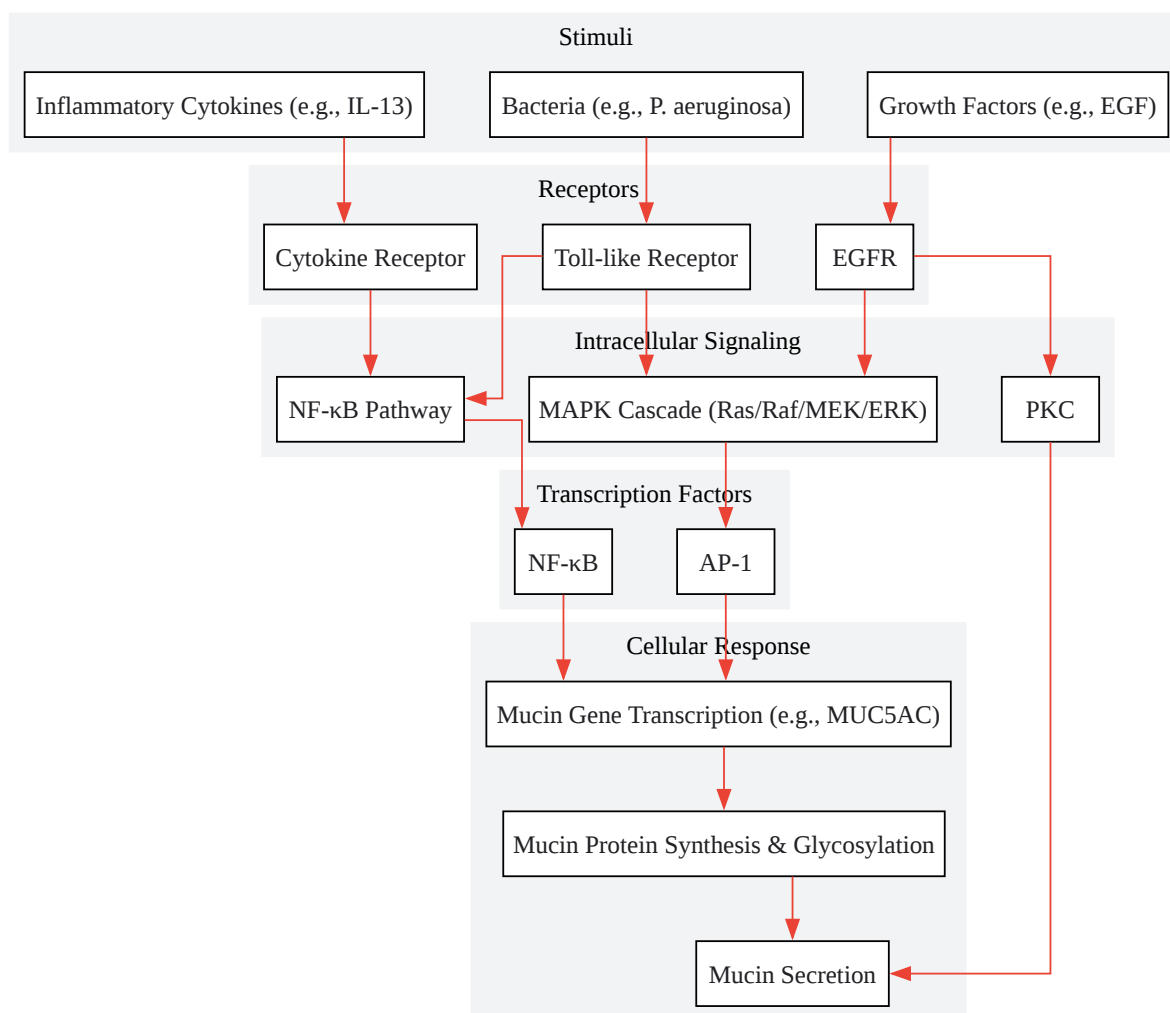 Stimuli
Inflammatory Cytokines (e.g., IL-13)
Bacteria (e.g., P. aeruginosa)
Growth Factors (e.g., EGF)
Receptors
Cytokine Receptor
Toll-like Receptor
EGFR
Intracellular Signaling
NF-κB Pathway
MAPK Cascade (Ras/Raf/MEK/ERK)
PKC
Transcription Factors
NF-κB
AP-1
Cellular Response
Mucin Gene Transcription (e.g., MUC5AC)
Mucin Protein Synthesis & Glycosylation
Mucin Secretion